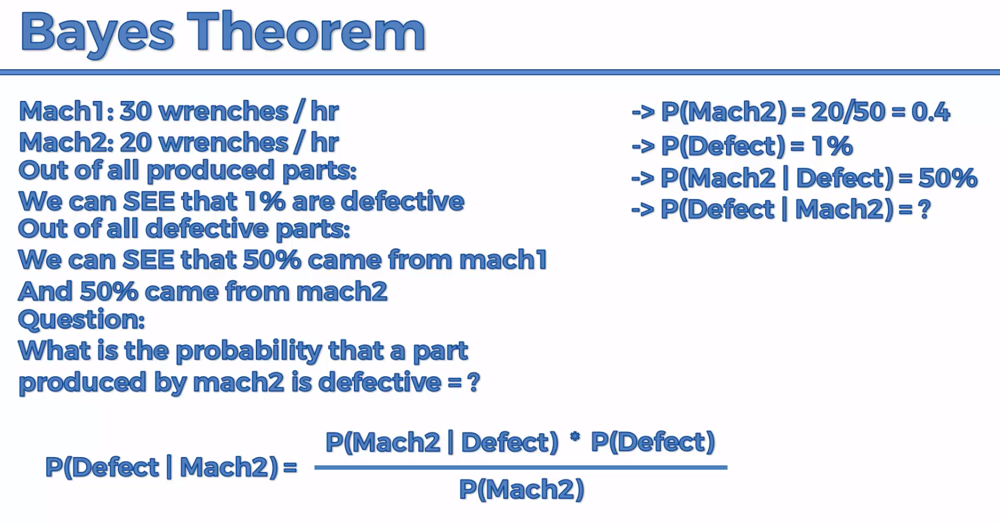 Bayes Theorem
Mach1: 30 wrenches / hr
Mach2: 20 wrenches / hr
Out of all produced parts:
We can SEE that 1% are defective
Out of all defective parts:
We can SEE that 50% came from mach1
And 50% came from mach2
Question:
What is the probability that a part
produced by mach2 is defective = ?
-> P(Mach2) = 20/50 = 0.4
-> P(Defect) = 1%
-> P(Mach2 | Defect) = 50%
-> P(Defect | Mach2) = ?
P(Mach2 | Defect) * P(Defect)
P(Defect | Mach2) =
P(Mach2)